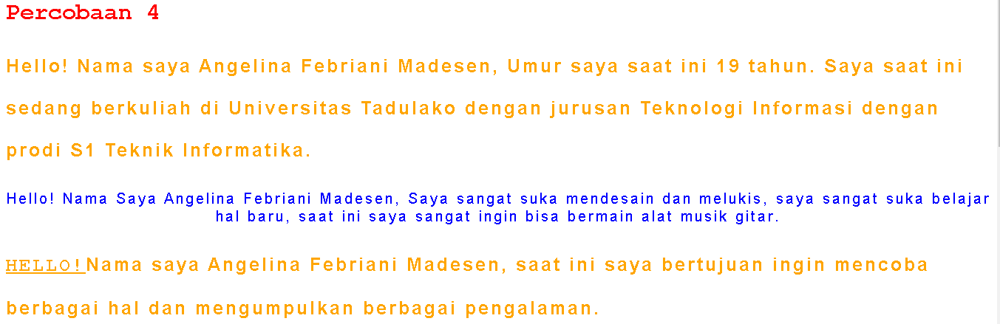 Percobaan 4
Hello! Nama saya Angelina Febriani Madesen, Umur saya saat ini 19 tahun. Saya saat ini
sedang berkuliah di Universitas Tadulako dengan jurusan Teknologi Informasi dengan
prodi S1 Teknik Informatika.
Hello! Nama Saya Angelina Febriani Madesen, Saya sangat suka mendesain dan melukis, saya sangat suka belajar
hal baru, saat ini saya sangat ingin bisa bermain alat musik gitar.
HELLO! Nama saya Angelina Febriani Madesen, saat ini saya bertujuan ingin mencoba
berbagai hal dan mengumpulkan berbagai pengalaman.